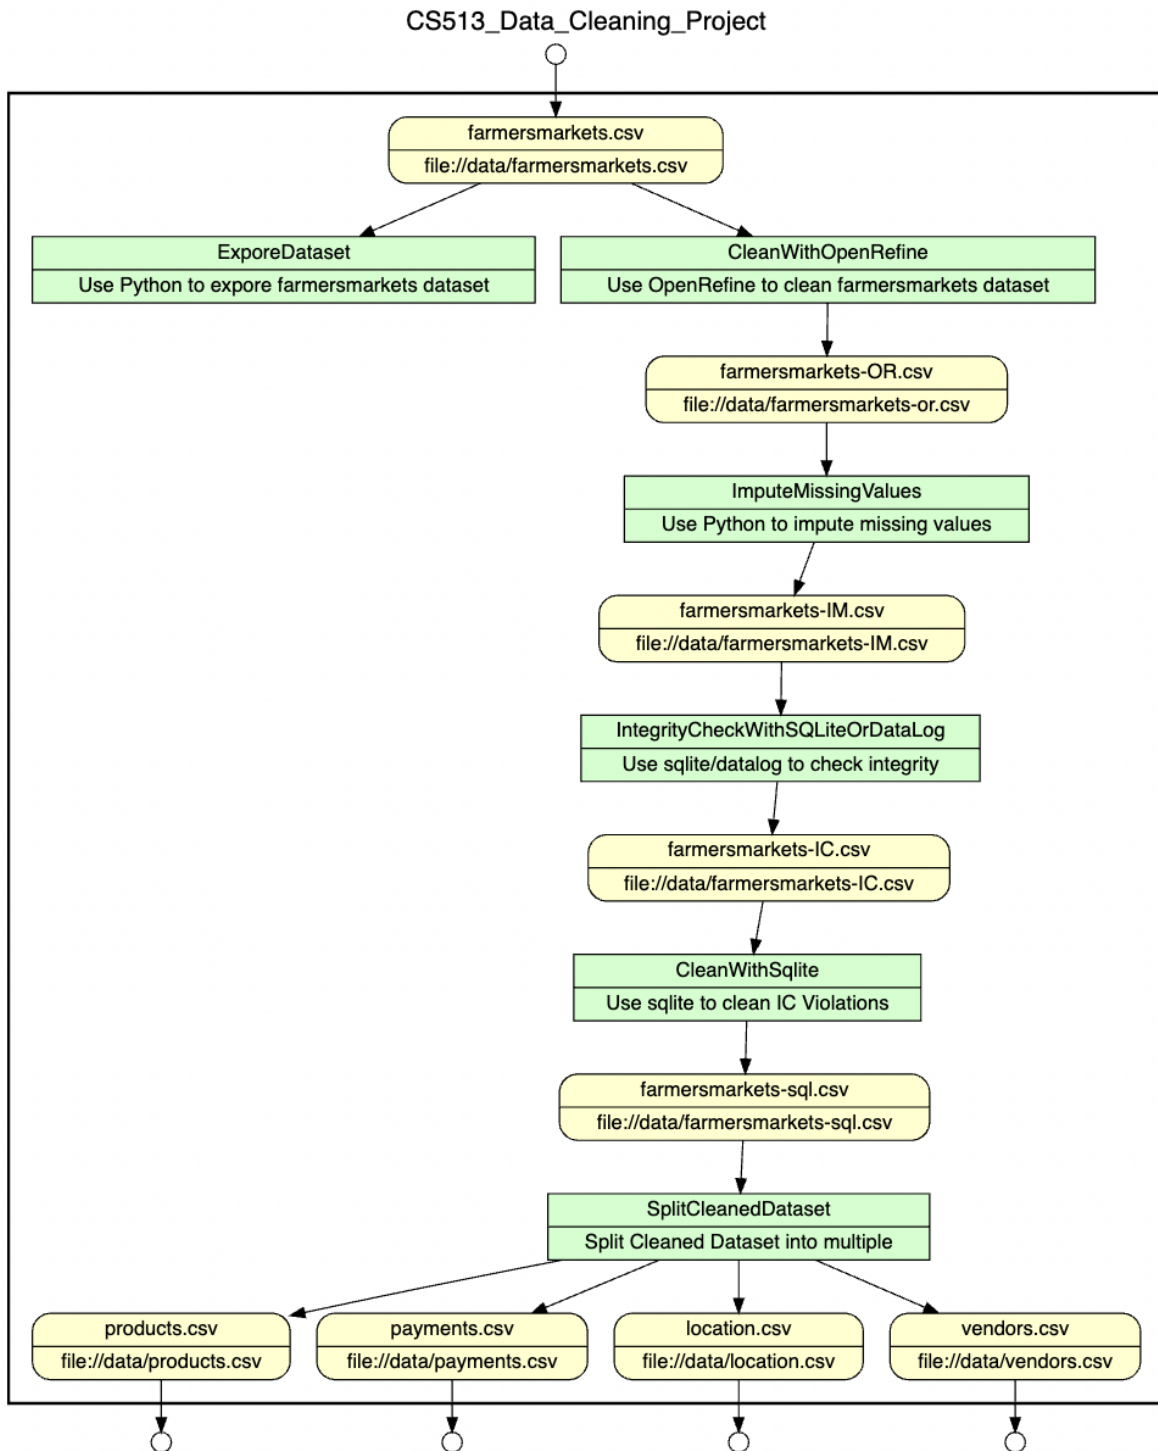 CS513_Data_Cleaning_Project
farmersmarkets.csv
file://data/farmersmarkets.csv
ExporeDataset
Use Python to expore farmersmarkets dataset
CleanWithOpenRefine
Use OpenRefine to clean farmersmarkets dataset
farmersmarkets-OR.csv
file://data/farmersmarkets-or.csv
ImputeMissingValues
Use Python to impute missing values
farmersmarkets-IM.csv
file://data/farmersmarkets-IM.csv
IntegrityCheckWithSQLiteOrDataLog
Use sqlite/datalog to check integrity
farmersmarkets-IC.csv
file://data/farmersmarkets-IC.csv
CleanWithSqlite
Use sqlite to clean IC Violations
farmersmarkets-sql.csv
file://data/farmersmarkets-sql.csv
SplitCleanedDataset
Split Cleaned Dataset into multiple
products.csv
file://data/products.csv
payments.csv
file://data/payments.csv
location.csv
file://data/location.csv
vendors.csv
file://data/vendors.csv